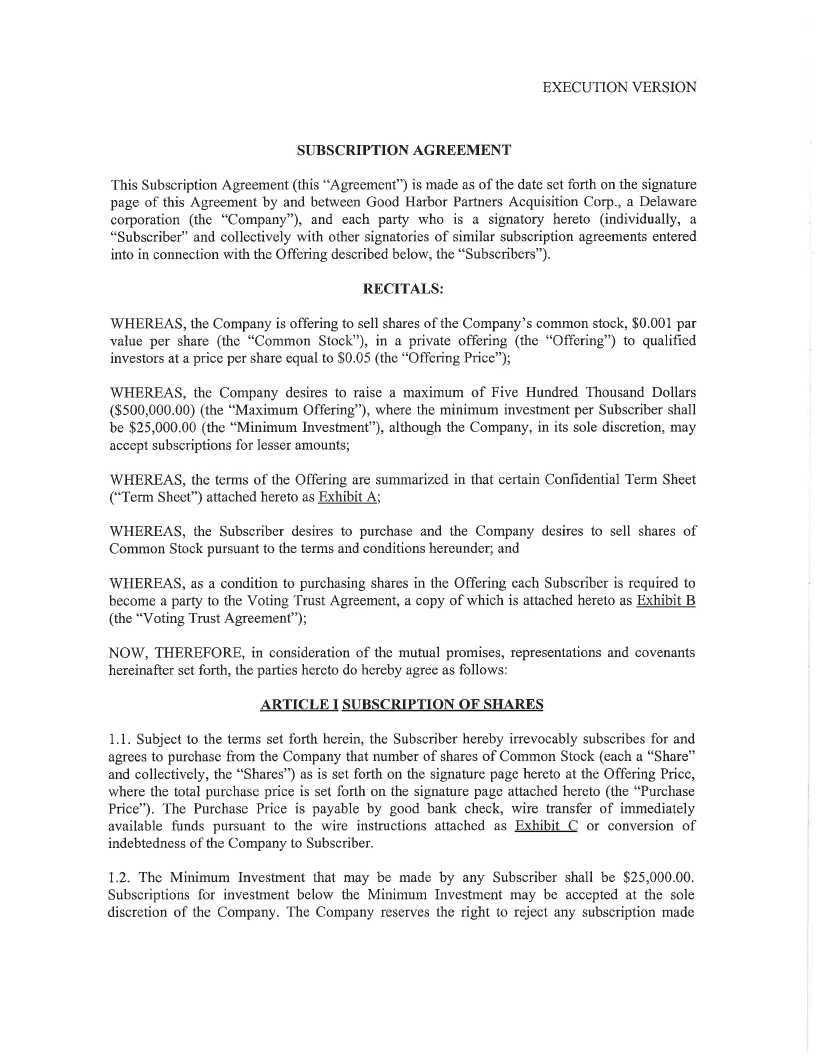 EXECUTION VERSION
SUBSCRIPTION AGREEMENT
This Subscription Agreement (this “Agreement”) is made as of the date set forth on the signature
page of this Agreement by and between Good Harbor Partners Acquisition Corp., a Delaware
corporation (the “Company”), and each party who is a signatory hereto (individually, a
“Subscriber” and collectively with other signatories of similar subscription agreements entered
into in connection with the Offering described below, the “Subscribers”).
RECITALS:
WHEREAS, the Company is offering to sell shares of the Company’s common stock, $0.001 par
value per share (the “Common Stock”), in a private offering (the “Offering”) to qualified
investors at a price per share equal to $0.05 (the “Offering Price”);
WHEREAS, the Company desires to raise a maximum of Five Hundred Thousand Dollars
($500,000.00) (the “Maximum Offering”), where the minimum investment per Subscriber shall
be $25,000.00 (the “Minimum Investment”), although the Company, in its sole discretion, may
accept subscriptions for lesser amounts;
WHEREAS, the terms of the Offering are summarized in that certain Confidential Term Sheet
(“Term Sheet”) attached hereto as Exhibit A;
WHEREAS, the Subscriber desires to purchase and the Company desires to sell shares of
Common Stock pursuant to the terms and conditions hereunder; and
WHEREAS, as a condition to purchasing shares in the Offering each Subscriber is required to
become a party to the Voting Trust Agreement, a copy of which is attached hereto as Exhibit B
(the “Voting Trust Agreement”);
NOW, THEREFORE, in consideration of the mutual promises, representations and covenants
hereinafter set forth, the parties hereto do hereby agree as follows:
ARTICLE I SUBSCRIPTION OF SHARES
1.1. Subject to the terms set forth herein, the Subscriber hereby irrevocably subscribes for and
agrees to purchase from the Company that number of shares of Common Stock (each a “Share”
and collectively, the “Shares”) as is set forth on the signature page hereto at the Offering Price,
where the total purchase price is set forth on the signature page attached hereto (the “Purchase
Price”). The Purchase Price is payable by good bank check, wire transfer of immediately
available funds pursuant to the wire instructions attached as Exhibit C or conversion of
indebtedness of the Company to Subscriber.
1.2. The Minimum Investment that may be made by any Subscriber shall be $25,000.00.
Subscriptions for investment below the Minimum Investment may be accepted at the sole
discretion of the Company. The Company reserves the right to reject any subscription made